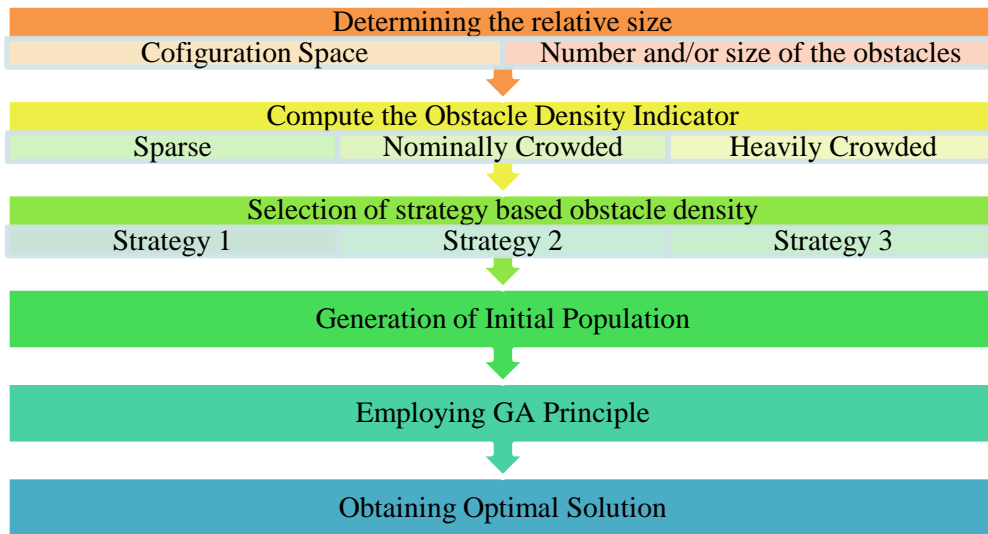 Determining the relative size
Cofiguration Space
Number and/or size of the obstacles
Compute the Obstacle Density Indicator
Sparse
Nominally Crowded
Heavily Crowded
Selection of strategy based obstacle density
Strategy 1
Strategy 2
Strategy 3
Generation of Initial Population
Employing GA Principle
Obtaining Optimal Solution